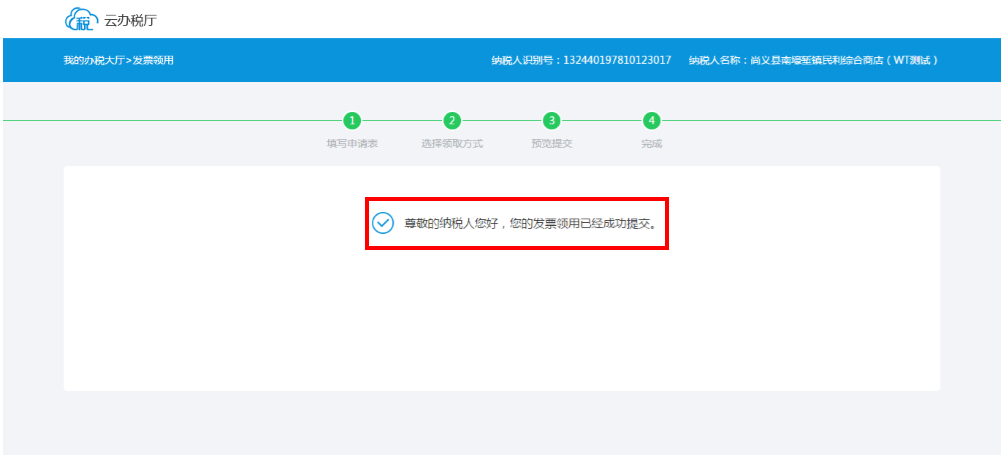 税 云办税厅
我的办税大厅>发票领用 纳税人识别号：132440197810123017 纳税人名称：尚义县南壕堑镇民利综合商店（WT测试）
1 2 3 4
填写申请表 选择领取方式 预览提交 完成
尊敬的纳税人您好，您的发票领用已经成功提交。